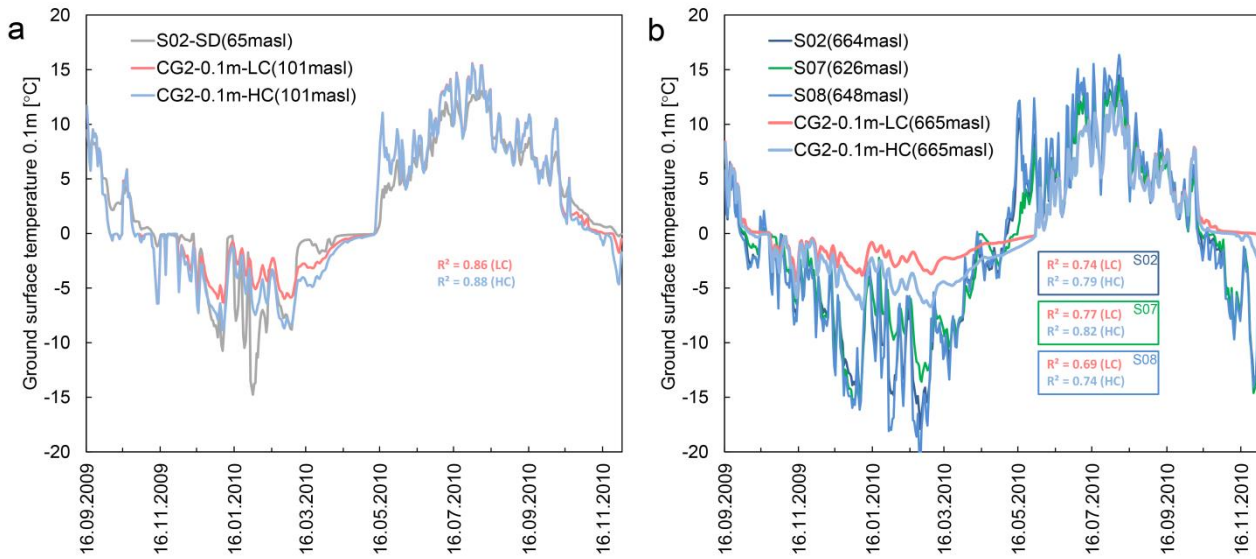 a
Ground surface temperature 0.1m [°C]
20
15
10
5
0
-5
-10
-15
-20
S02-SD(65masl)
CG2-0.1m-LC(101masl)
CG2-0.1m-HC(101masl)
R² = 0.86 (LC)
R² = 0.88 (HC)
16.09.2009
16.11.2009
16.01.2010
16.03.2010
16.05.2010
16.07.2010
16.09.2010
16.11.2010
b
Ground surface temperature 0.1m [°C]
20
15
10
5
0
-5
-10
-15
-20
S02(664masl)
S07(626masl)
S08(648masl)
CG2-0.1m-LC(665masl)
CG2-0.1m-HC(665masl)
R² = 0.74 (LC) S02
R² = 0.79 (HC)
R² = 0.77 (LC) S07
R² = 0.82 (HC)
R² = 0.69 (LC) S08
R² = 0.74 (HC)
16.09.2009
16.11.2009
16.01.2010
16.03.2010
16.05.2010
16.07.2010
16.09.2010
16.11.2010